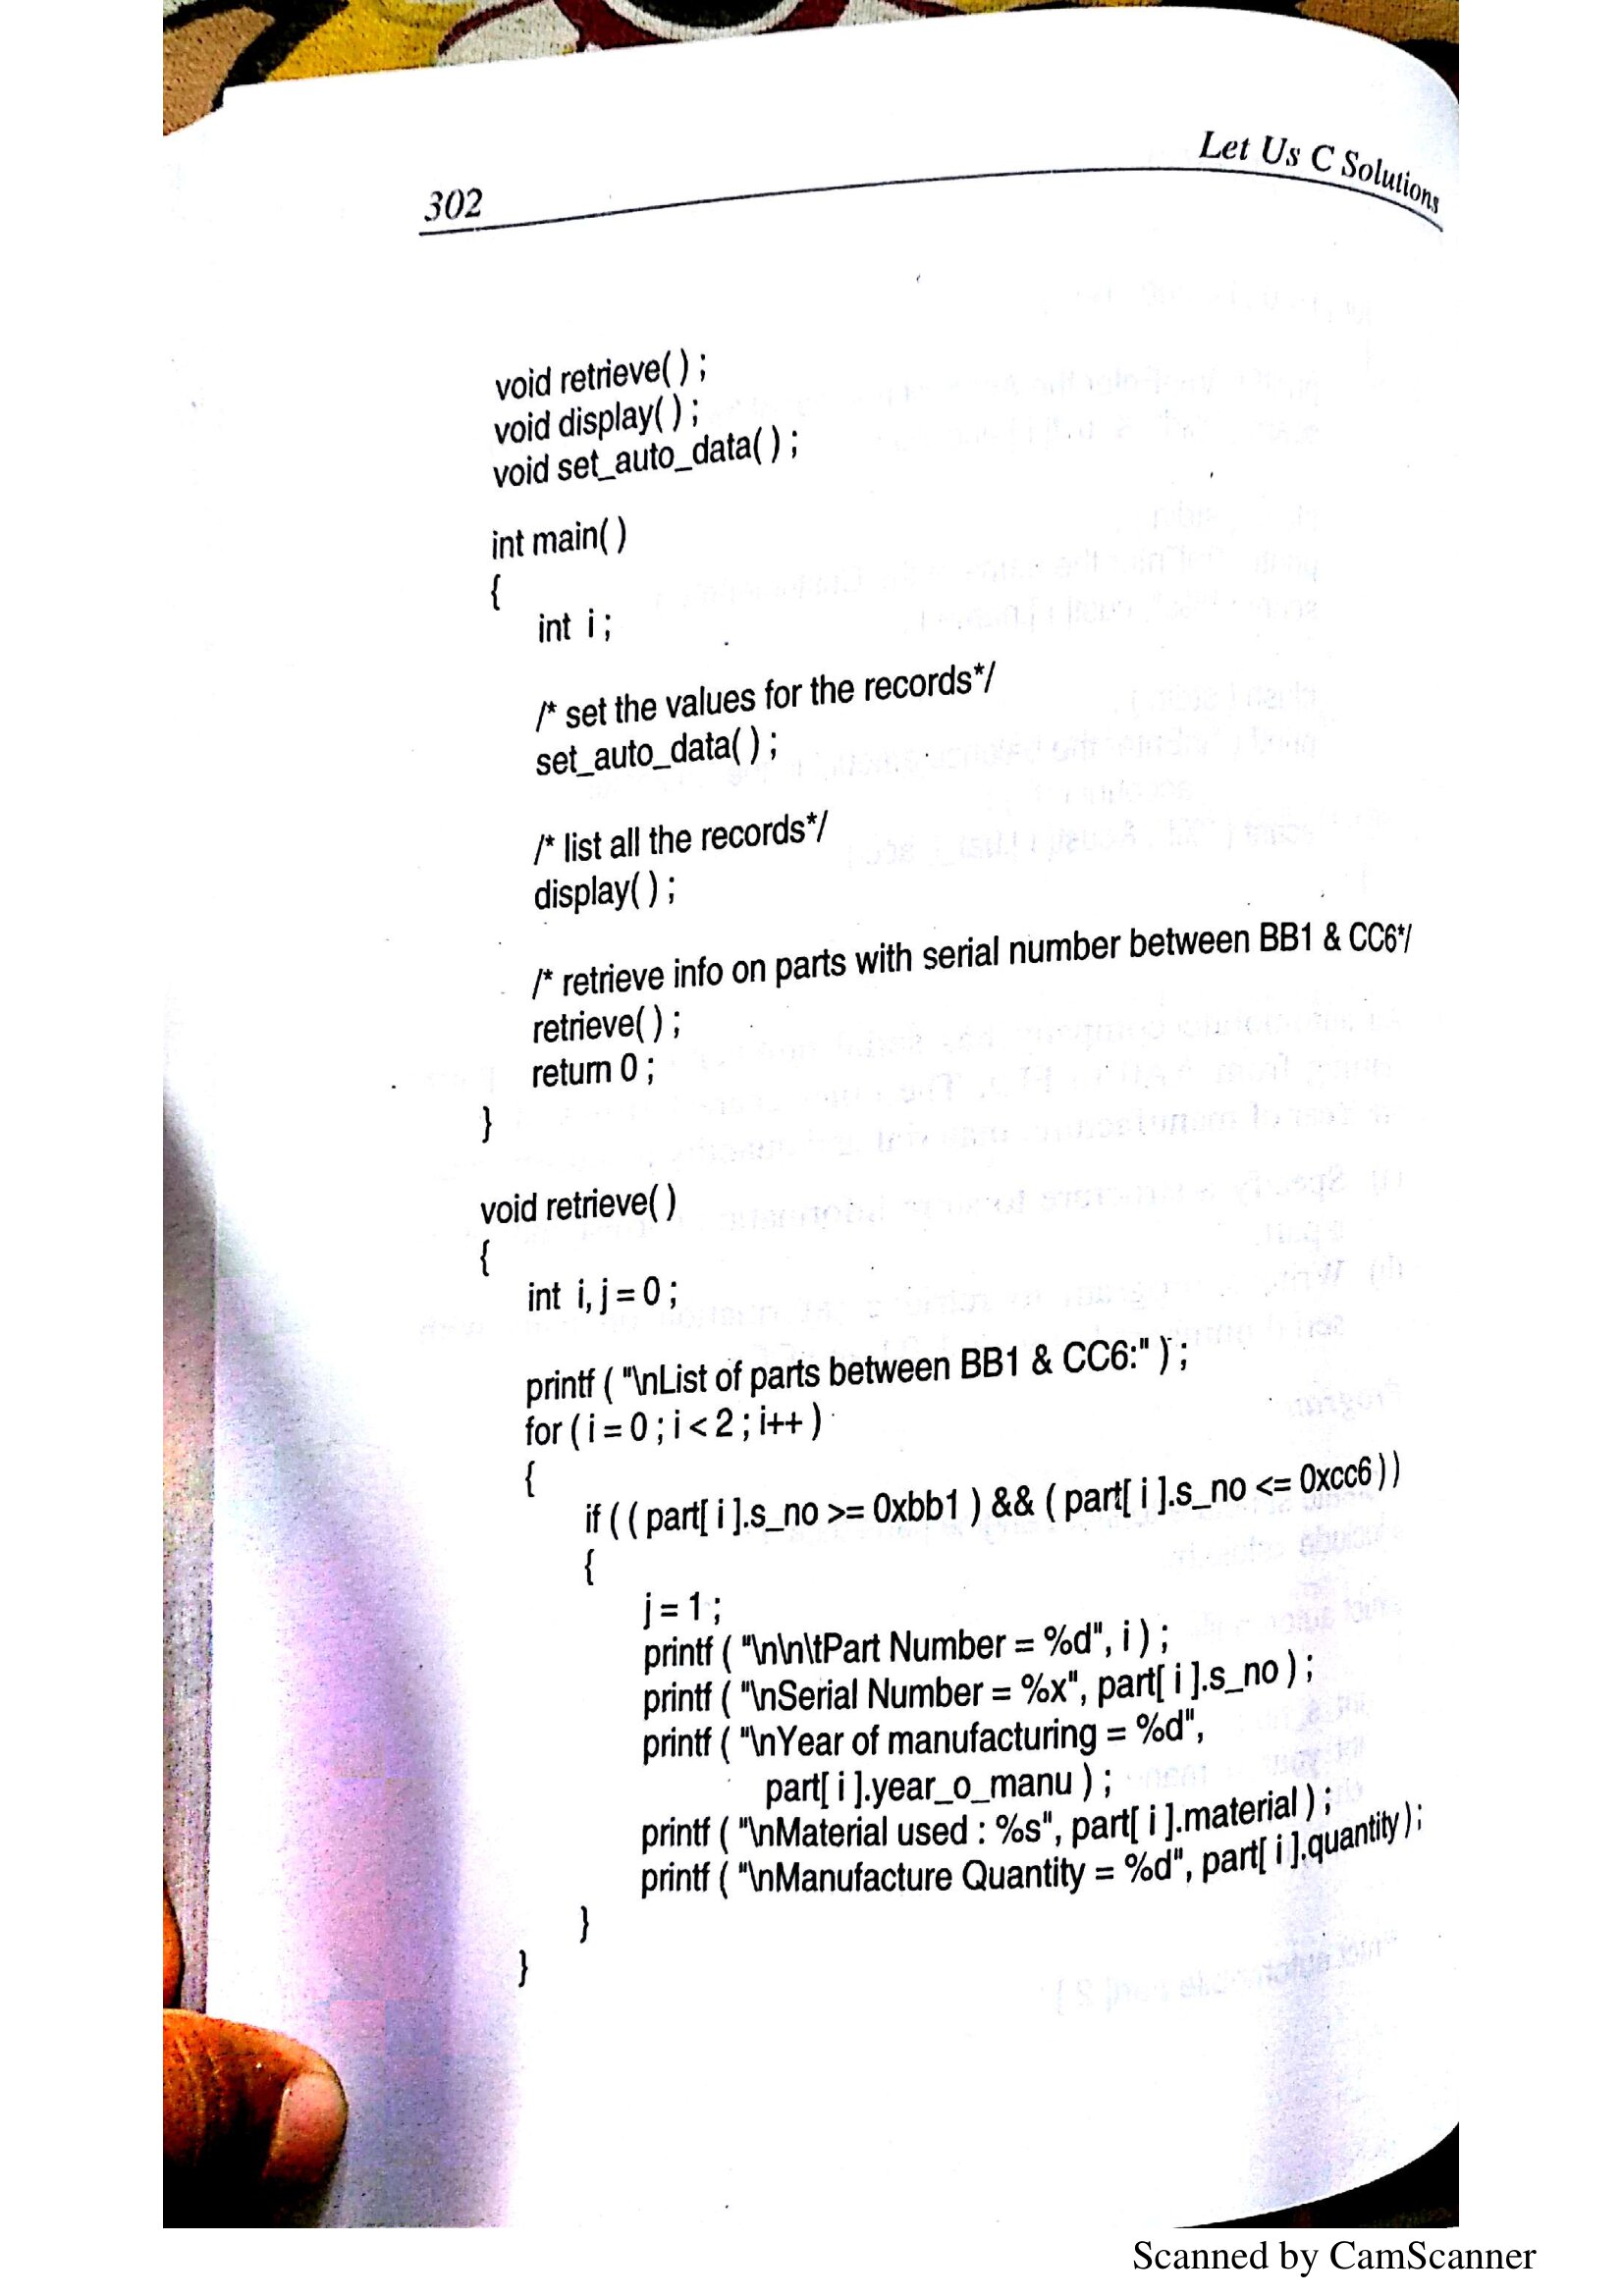 Let Us C Solutions
302
void retrieve( ) ;
void display( ) ;
void set_auto_data( ) ;
int main( )
{
int i ;
/* set the values for the records*/
set_auto_data( ) ;
/* list all the records*/
display( ) ;
/* retrieve info on parts with serial number between BB1 & CC6*/
retrieve( ) ;
return 0 ;
}
void retrieve( )
{
int i, j = 0 ;
printf ( "\nList of parts between BB1 & CC6:" ) ;
for ( i = 0 ; i < 2 ; i++ )
{
if ( ( part[ i ].s_no >= 0xbb1 ) && ( part[ i ].s_no <= 0xcc6 ) )
{
j = 1 ;
printf ( "\n\n\tPart Number = %d", i ) ;
printf ( "\nSerial Number = %x", part[ i ].s_no ) ;
printf ( "\nYear of manufacturing = %d",
part[ i ].year_o_manu ) ;
printf ( "\nMaterial used : %s", part[ i ].material ) ;
printf ( "\nManufacture Quantity = %d", part[ i ].quantity ) ;
}
}
Scanned by CamScanner